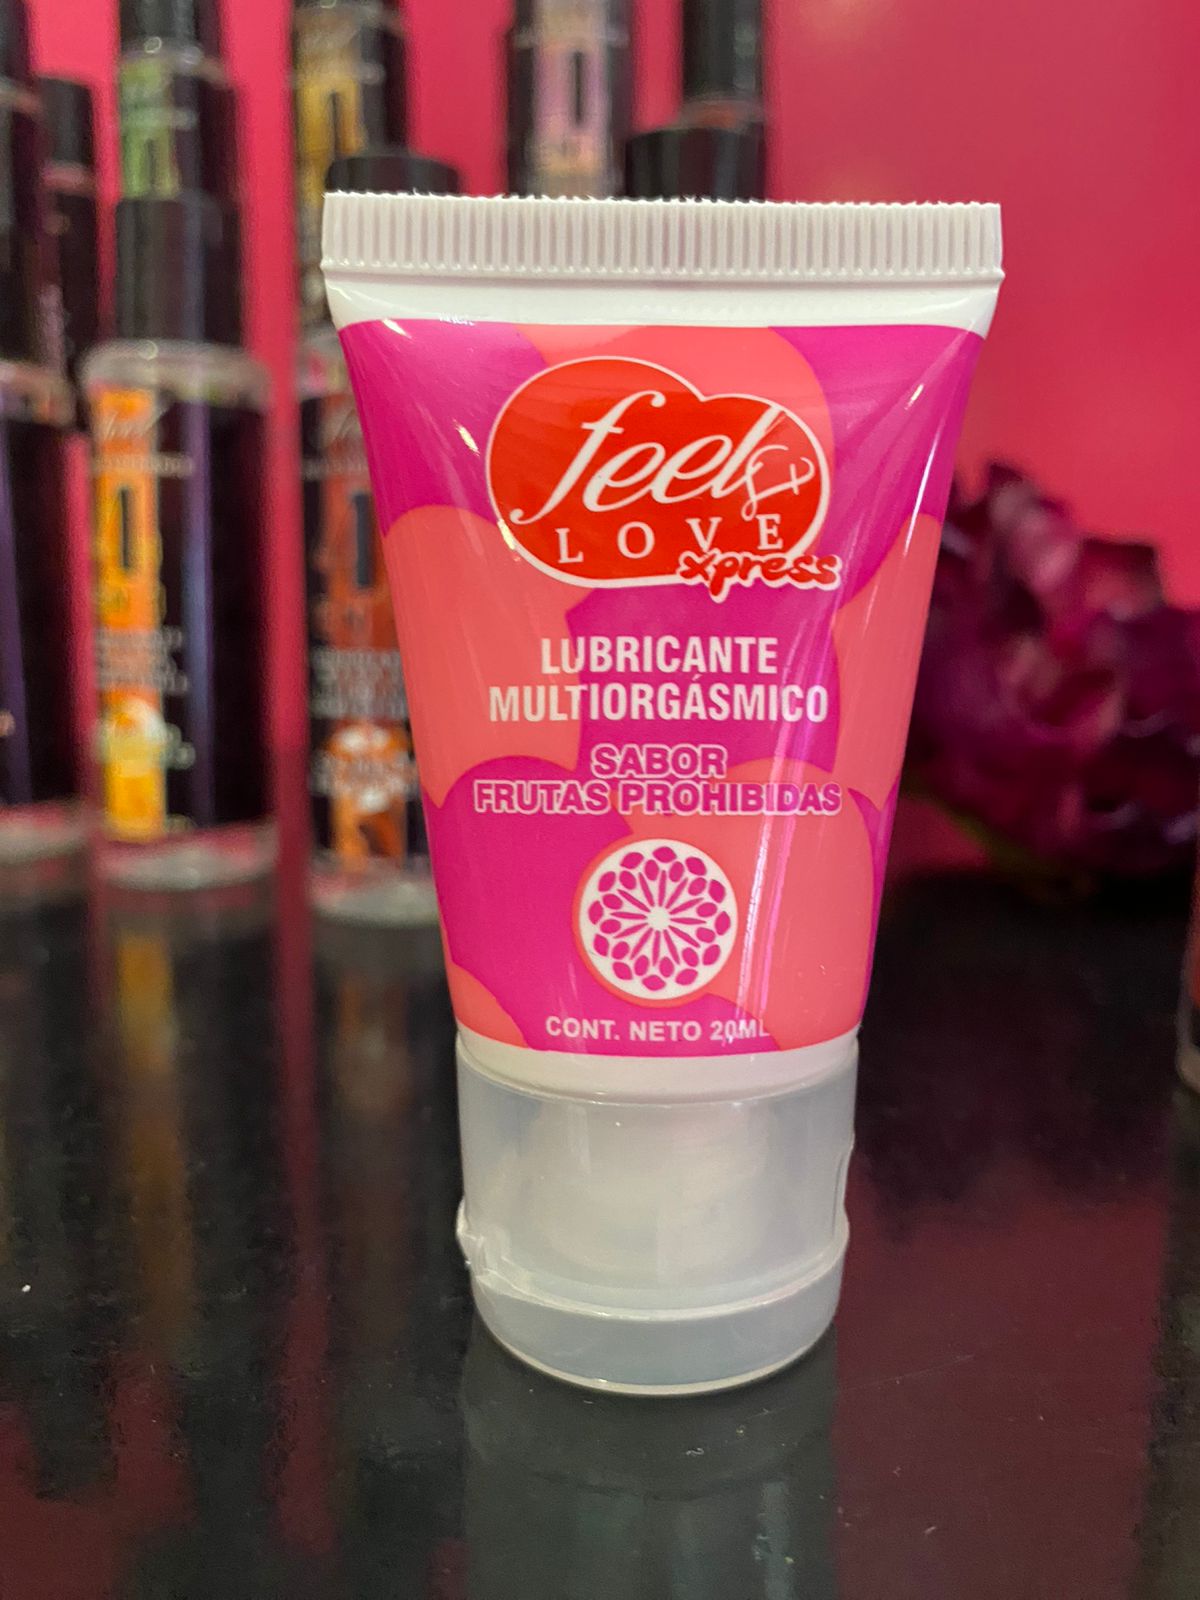 feel
LOVE
xpress
LUBRICANTE
MULTIORGÁSMICO
SABOR
FRUTAS PROHIBIDAS
CONT. NETO 20ML